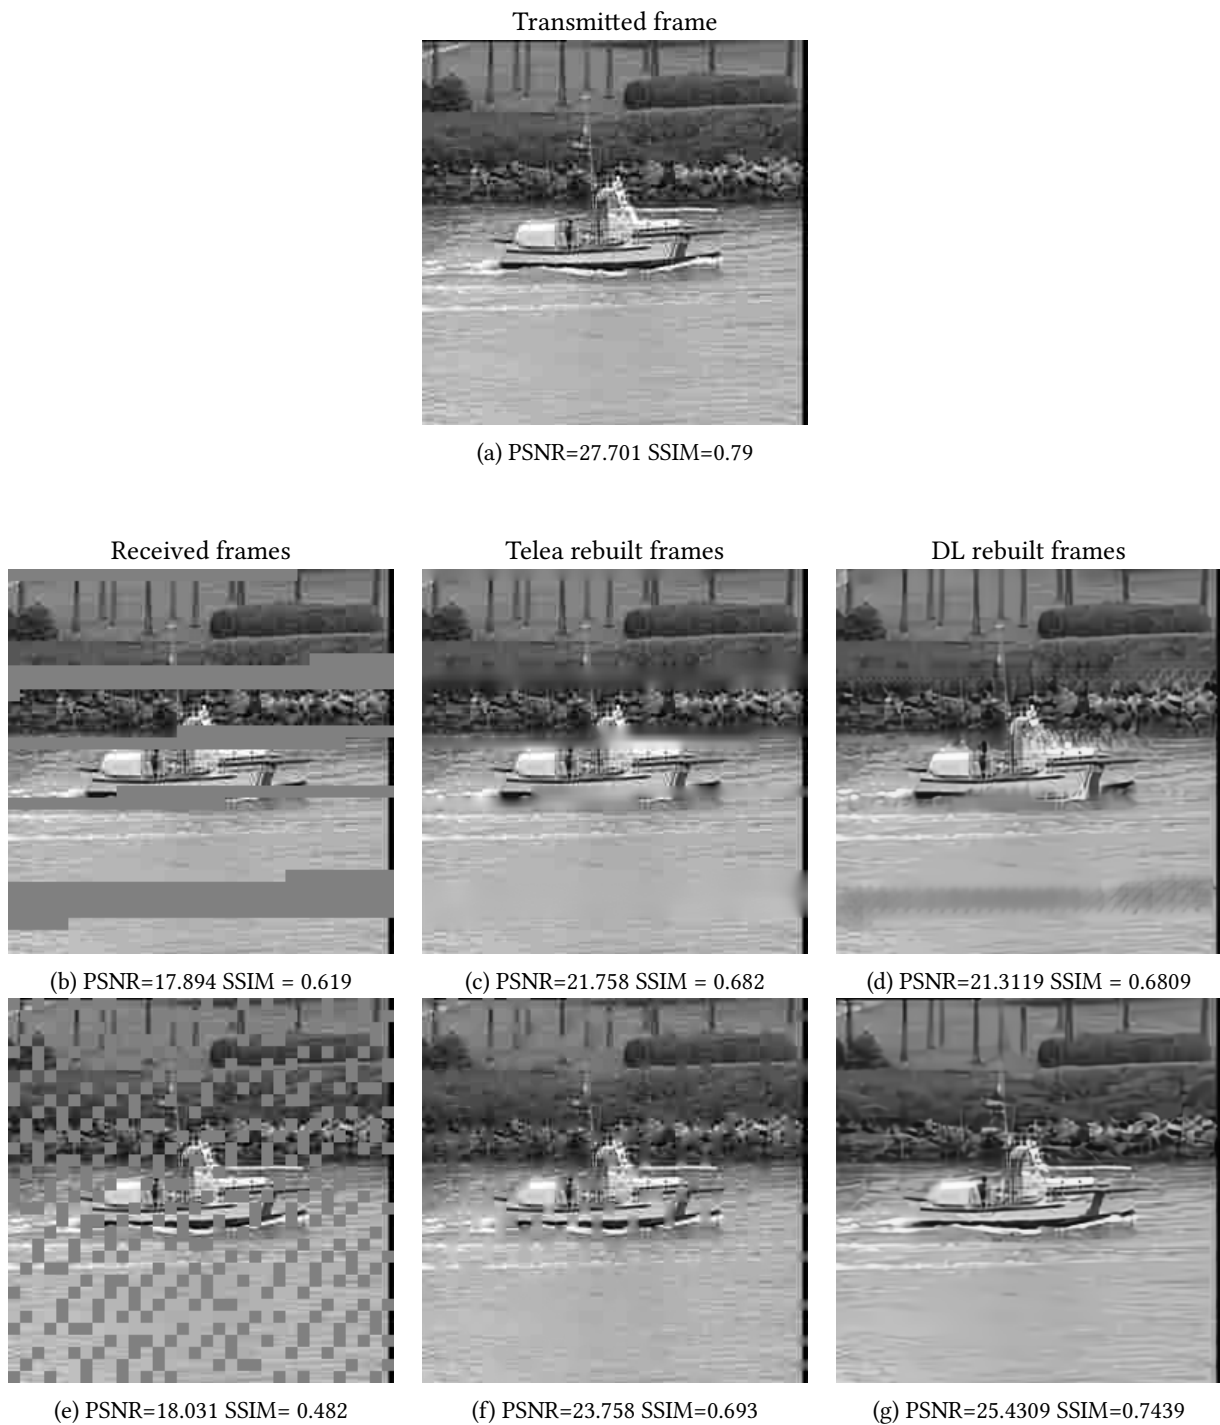 Transmitted frame
(a) PSNR=27.701 SSIM=0.79
Received frames
Telea rebuilt frames
DL rebuilt frames
(b) PSNR=17.894 SSIM = 0.619
(c) PSNR=21.758 SSIM = 0.682
(d) PSNR=21.3119 SSIM = 0.6809
(e) PSNR=18.031 SSIM= 0.482
(f) PSNR=23.758 SSIM=0.693
(g) PSNR=25.4309 SSIM=0.7439